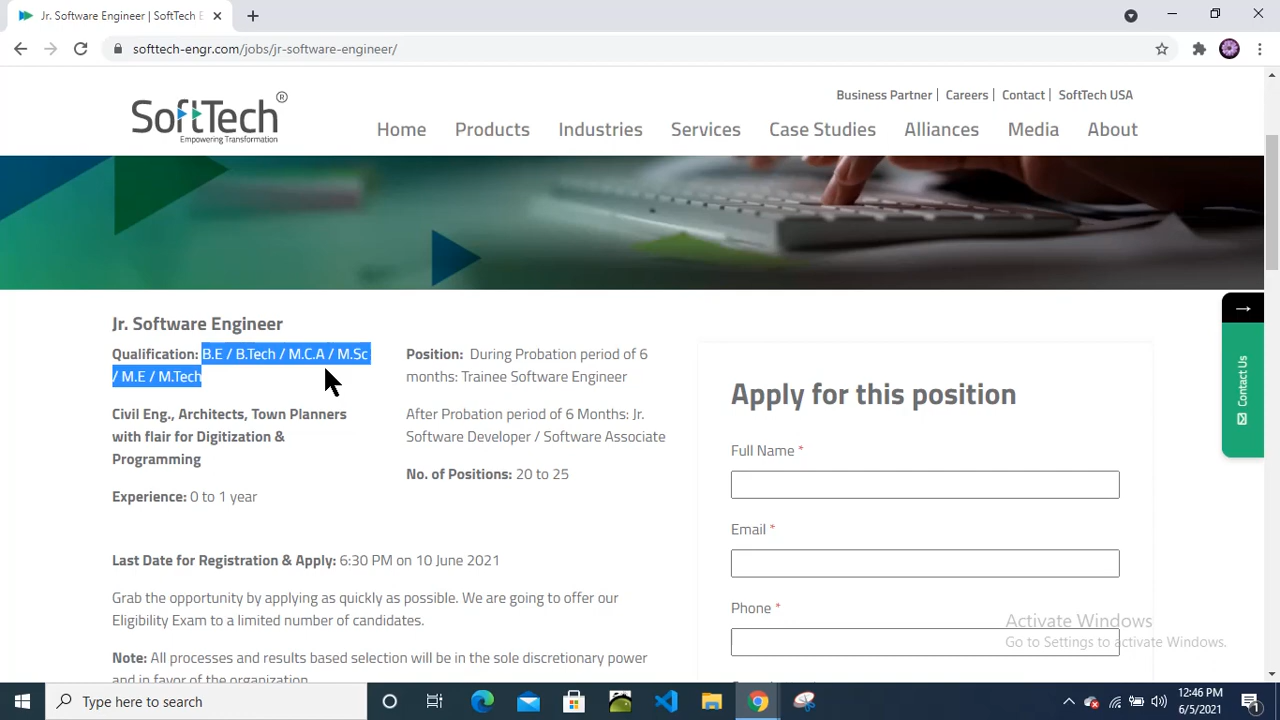 Jr. Software Engineer | SoftTech E
softtech-engr.com/jobs/jr-software-engineer/
Business Partner | Careers | Contact | SoftTech USA
SoftTech®
Empowering Transformation
Home Products Industries Services Case Studies Alliances Media About
Jr. Software Engineer
Qualification: B.E / B.Tech / M.C.A / M.Sc
/ M.E / M.Tech
Civil Eng., Architects, Town Planners
with flair for Digitization &
Programming
Experience: 0 to 1 year
Position: During Probation period of 6
months: Trainee Software Engineer
After Probation period of 6 Months: Jr.
Software Developer / Software Associate
No. of Positions: 20 to 25
Last Date for Registration & Apply: 6:30 PM on 10 June 2021
Grab the opportunity by applying as quickly as possible. We are going to offer our
Eligibility Exam to a limited number of candidates.
Note: All processes and results based selection will be in the sole discretionary power
and in favor of the organization
Apply for this position
Full Name *
Email *
Phone *
Contact Us
Activate Windows
Go to Settings to activate Windows.
Type here to search
12:46 PM
6/5/2021
1